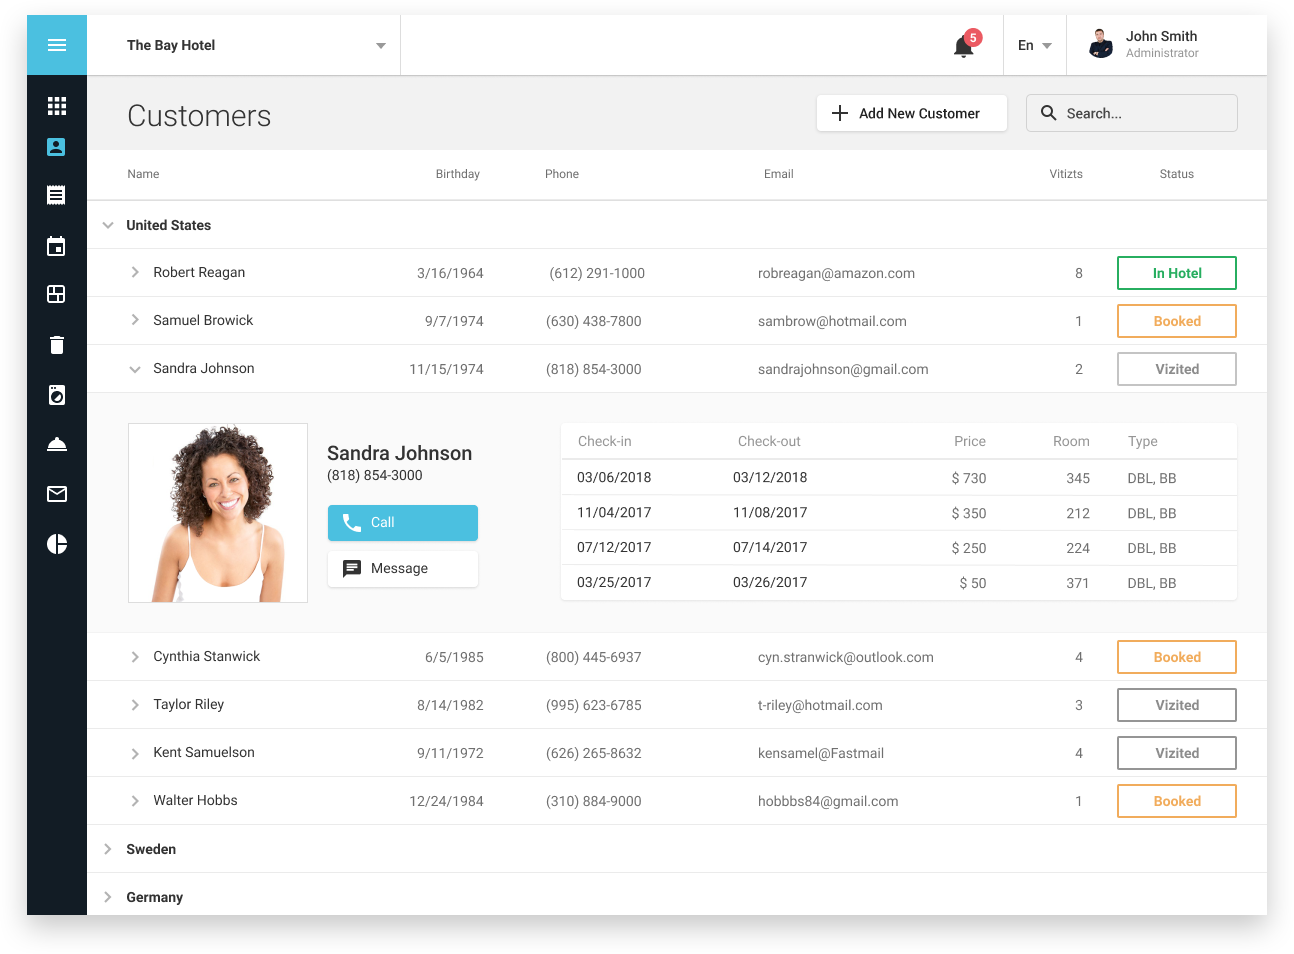 The Bay Hotel
5
En
John Smith
Administrator
Customers
Add New Customer
Search...
Name Birthday Phone Email Vitizts Status
United States
Robert Reagan 3/16/1964 (612) 291-1000 robreagan@amazon.com 8 In Hotel
Samuel Browick 9/7/1974 (630) 438-7800 sambrow@hotmail.com 1 Booked
Sandra Johnson 11/15/1974 (818) 854-3000 sandrajohnson@gmail.com 2 Vizited
Sandra Johnson
(818) 854-3000
Call
Message
Check-in Check-out Price Room Type
03/06/2018 03/12/2018 $ 730 345 DBL, BB
11/04/2017 11/08/2017 $ 350 212 DBL, BB
07/12/2017 07/14/2017 $ 250 224 DBL, BB
03/25/2017 03/26/2017 $ 50 371 DBL, BB
Cynthia Stanwick 6/5/1985 (800) 445-6937 cyn.stranwick@outlook.com 4 Booked
Taylor Riley 8/14/1982 (995) 623-6785 t-riley@hotmail.com 3 Vizited
Kent Samuelson 9/11/1972 (626) 265-8632 kensamel@Fastmail 4 Vizited
Walter Hobbs 12/24/1984 (310) 884-9000 hobbbs84@gmail.com 1 Booked
Sweden
Germany